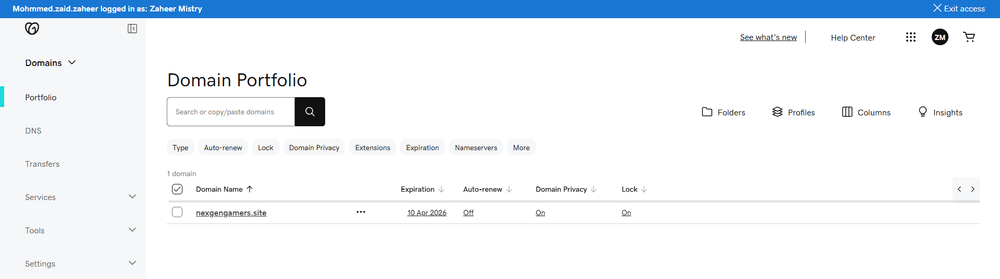 Mohmmed.zaid.zaheer logged in as: Zaheer Mistry
Exit access
See what's new
Help Center
ZM
Domains
Portfolio
DNS
Transfers
Services
Tools
Settings
Domain Portfolio
Search or copy/paste domains
Folders
Profiles
Columns
Insights
Type Auto-renew Lock Domain Privacy Extensions Expiration Nameservers More
1 domain
Domain Name Expiration Auto-renew Domain Privacy Lock
nexgengamers.site 10 Apr 2026 Off On On